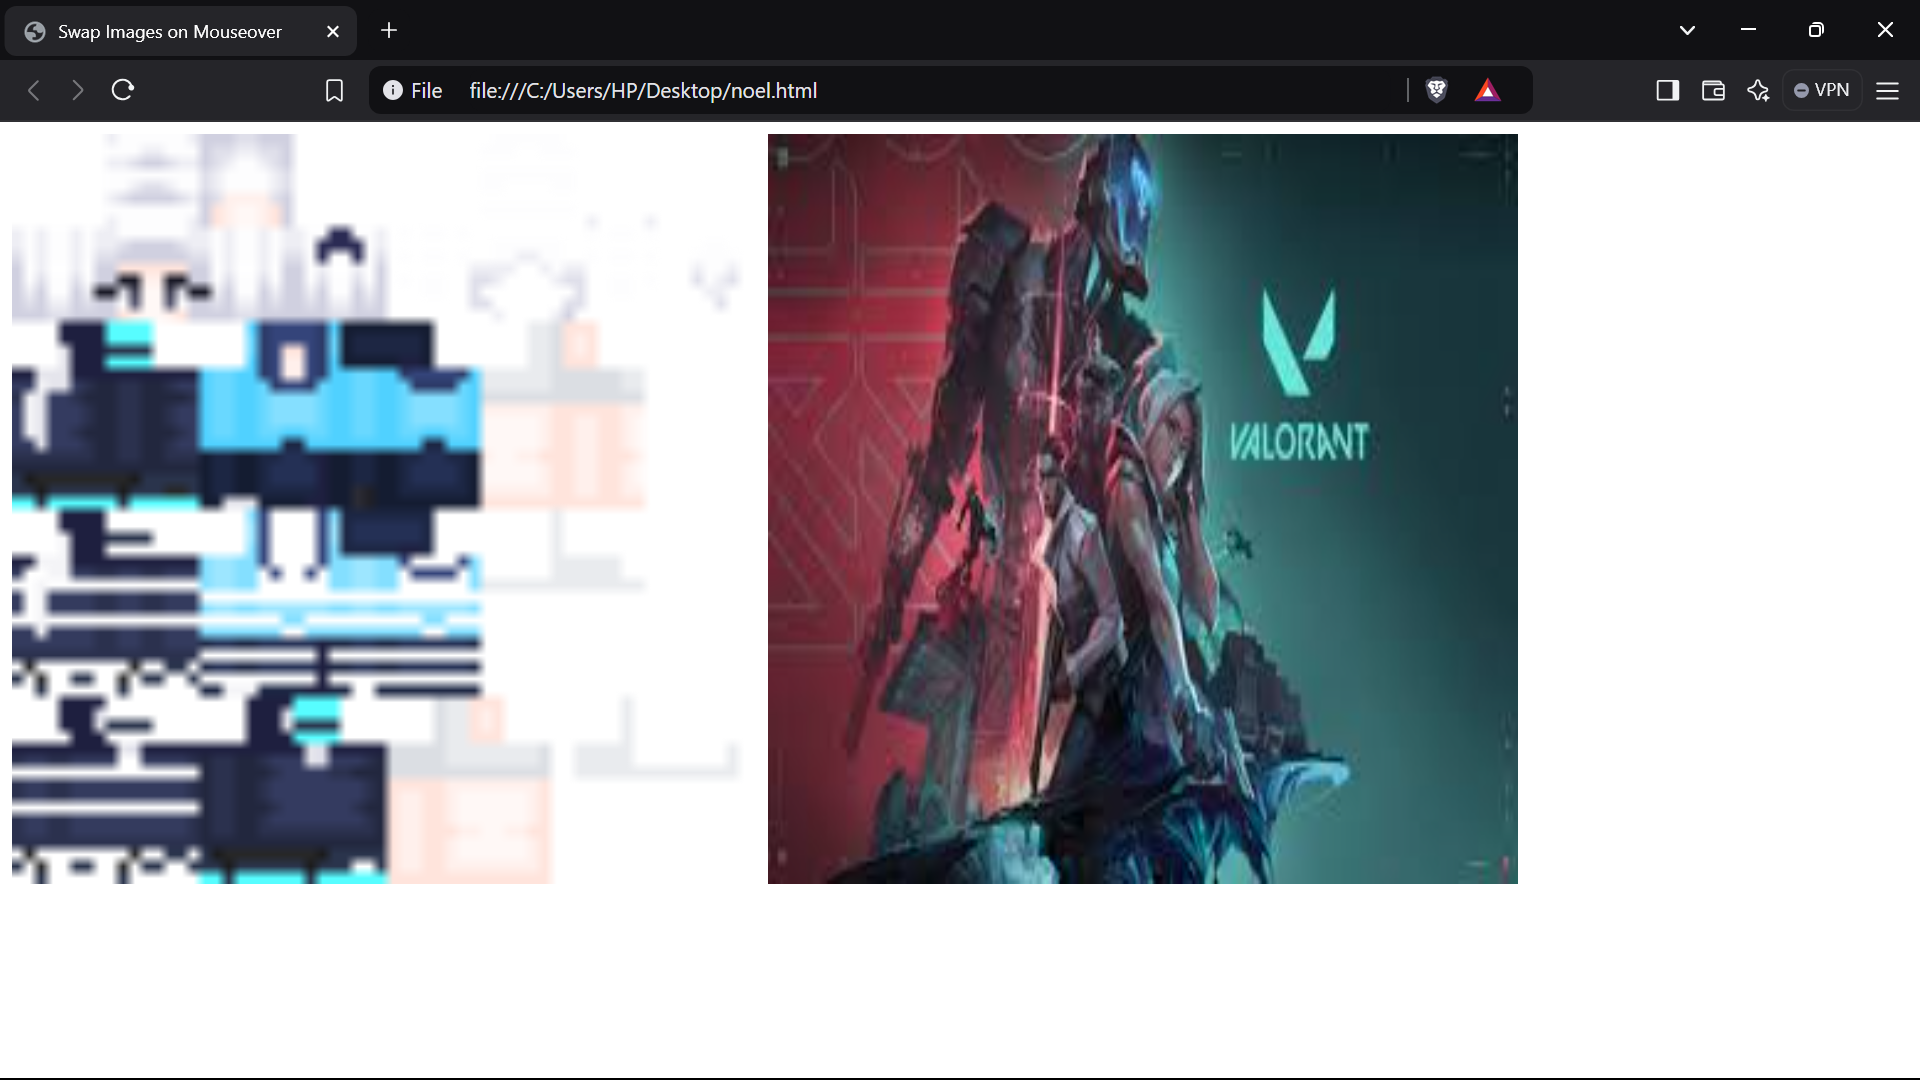 Swap Images on Mouseover
File file:///C:/Users/HP/Desktop/noel.html
VPN
VALORANT